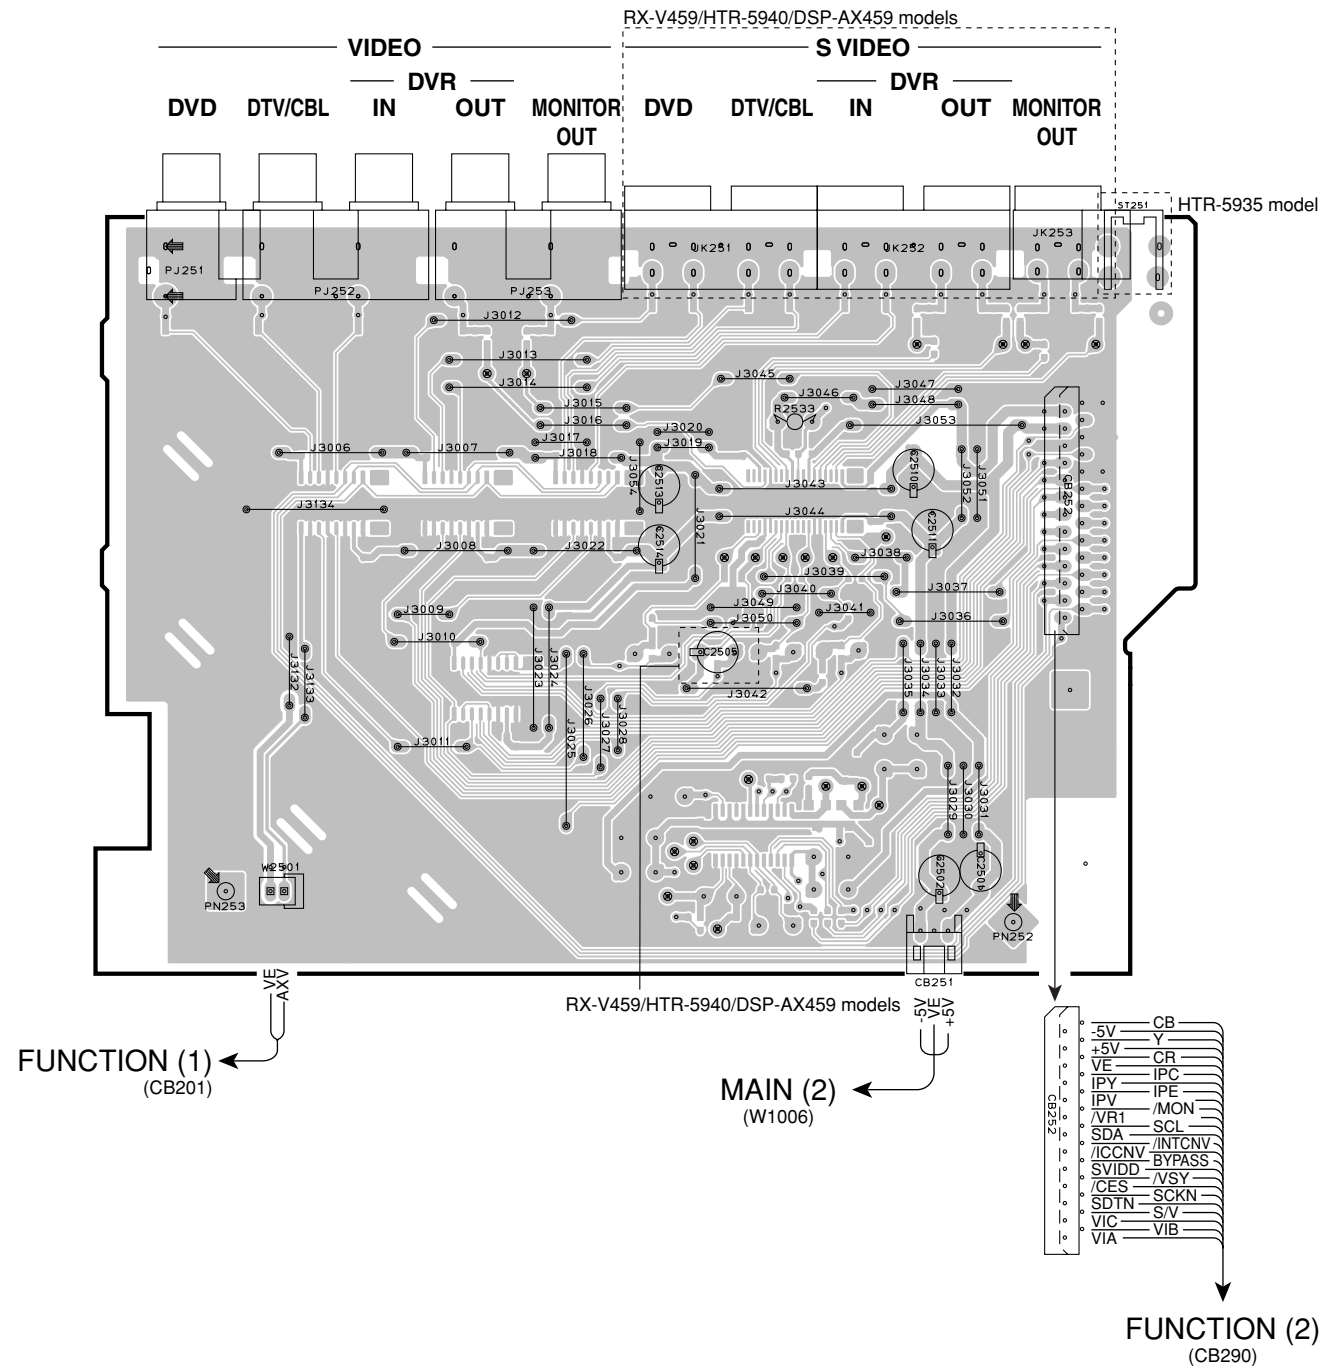 RX-V459/HTR-5940/DSP-AX459 models
VIDEO
S VIDEO
DVR
DVR
DVD
DTV/CBL
IN
OUT
MONITOR
OUT
DVD
DTV/CBL
IN
OUT
MONITOR
OUT
ST251
HTR-5935 model
PJ251
PJ252
PJ253
JK251
JK252
JK253
J3012
J3013
J3014
J3045
J3046
J3047
J3048
J3015
J3016
R2533
J3053
J3020
J3017
J3019
J3006
J3007
J3018
J3054
C2513
C2510
J3052
J3051
J3043
CB252
J3134
J3044
C2511
J3021
J3008
J3022
C2514
J3038
J3039
J3040
J3037
J3049
J3041
J3009
J3050
J3036
J3010
C2505
J3132
J3133
J3023
J3024
J3026
J3042
J3035
J3034
J3033
J3032
J3028
J3027
J3025
J3011
J3029
J3030
J3031
W2501
C2502
C2506
PN253
PN252
CB251
VE
AXV
RX-V459/HTR-5940/DSP-AX459 models
-5V
VE
+5V
FUNCTION (1)
(CB201)
MAIN (2)
(W1006)
CB252
CB
-5V
Y
+5V
CR
VE
IPC
IPY
IPE
IPV
/MON
/VR1
SCL
SDA
/INTCNV
/ICCNV
BYPASS
SVIDD
/VSY
/CES
SCKN
SDTN
S/V
VIC
VIB
VIA
FUNCTION (2)
(CB290)